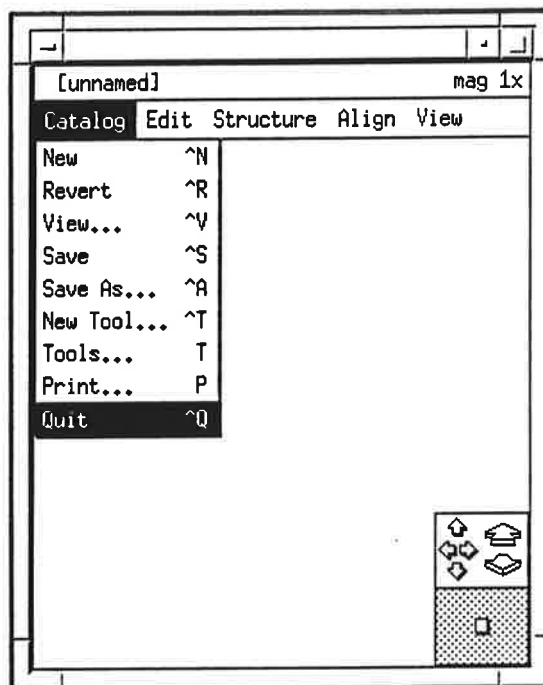 [unnamed] mag 1x
Catalog Edit Structure Align View
New ^N
Revert ^R
View... ^V
Save ^S
Save As... ^A
New Tool... ^T
Tools... T
Print... P
Quit ^Q